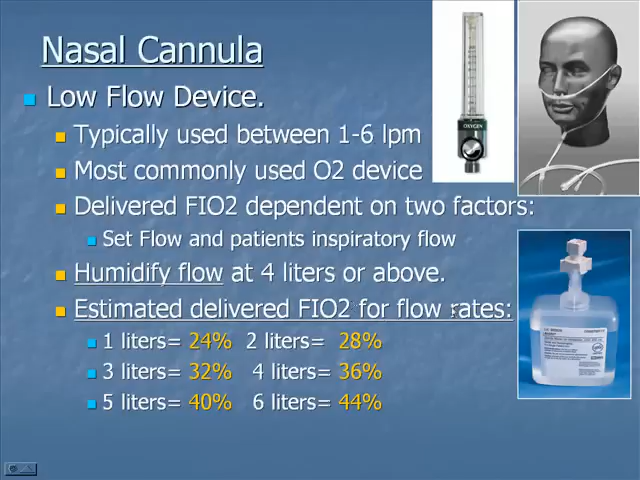 Nasal Cannula
Low Flow Device.
Typically used between 1-6 lpm
Most commonly used O2 device
Delivered FIO2 dependent on two factors:
Set Flow and patients inspiratory flow
Humidify flow at 4 liters or above.
Estimated delivered FIO2 for flow rates:
1 liters= 24% 2 liters= 28%
3 liters= 32% 4 liters= 36%
5 liters= 40% 6 liters= 44%
OXYGEN